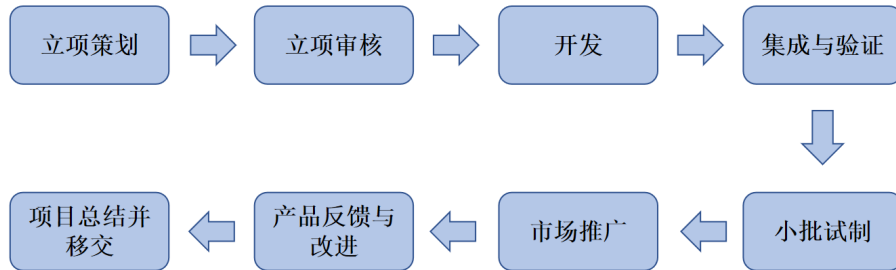 立项策划
立项审核
开发
集成与验证
小批试制
市场推广
产品反馈与
改进
项目总结并
移交